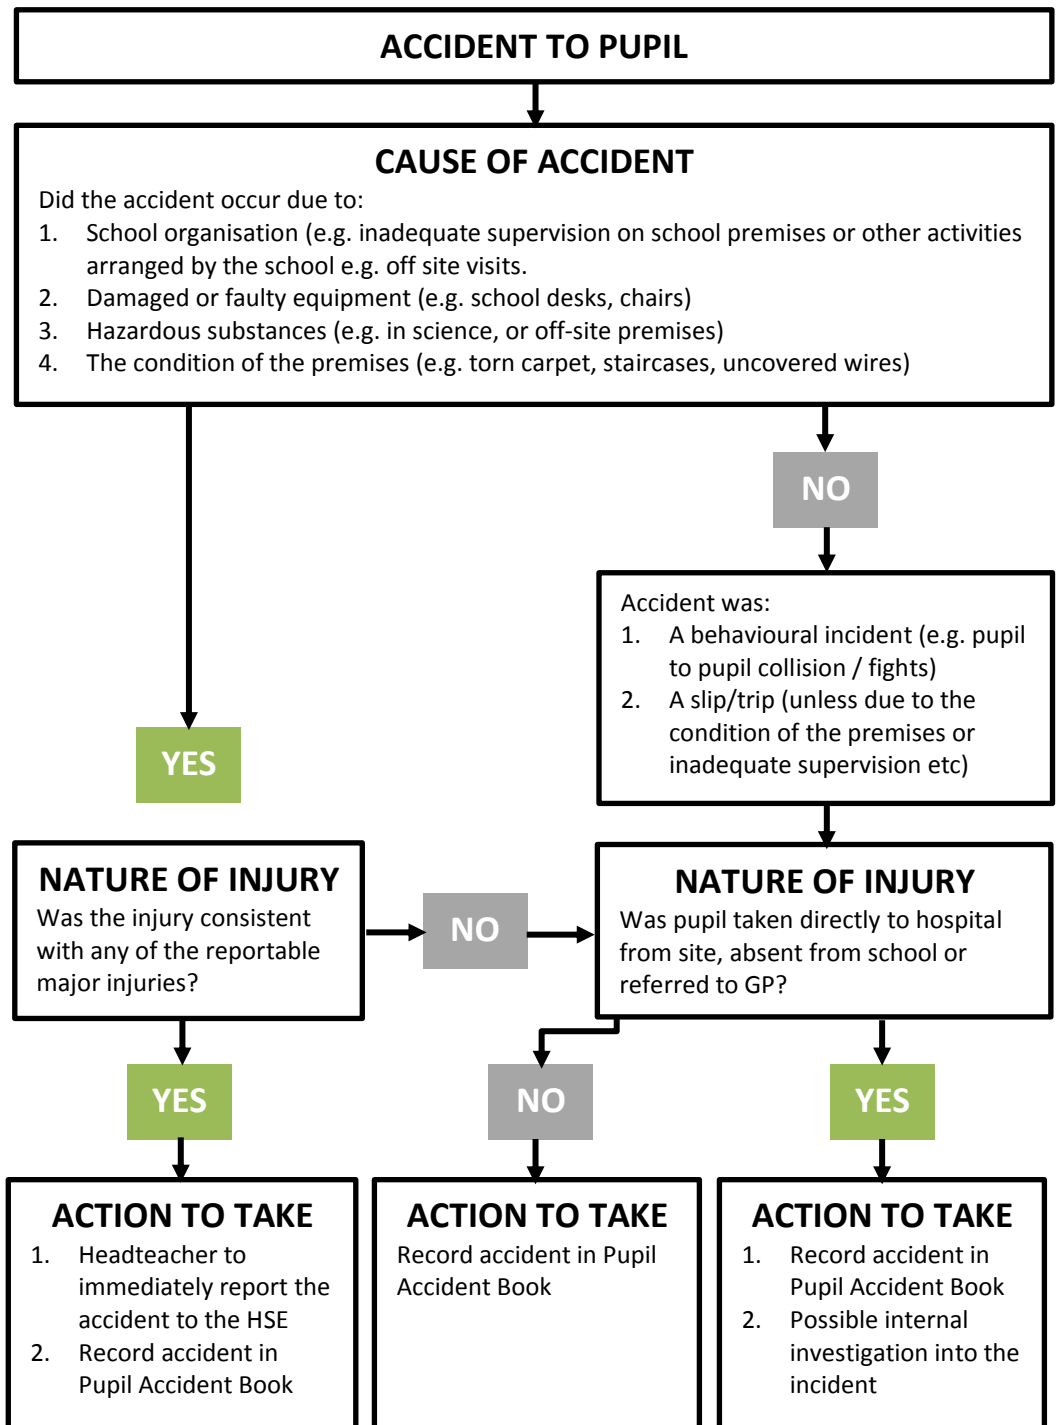 ACCIDENT TO PUPIL
CAUSE OF ACCIDENT
Did the accident occur due to:
1. School organisation (e.g. inadequate supervision on school premises or other activities
arranged by the school e.g. off site visits.
2. Damaged or faulty equipment (e.g. school desks, chairs)
3. Hazardous substances (e.g. in science, or off-site premises)
4. The condition of the premises (e.g. torn carpet, staircases, uncovered wires)
NO
Accident was:
1. A behavioural incident (e.g. pupil
to pupil collision / fights)
2. A slip/trip (unless due to the
condition of the premises or
inadequate supervision etc)
YES
NATURE OF INJURY
Was the injury consistent
with any of the reportable
major injuries?
NO
NATURE OF INJURY
Was pupil taken directly to hospital
from site, absent from school or
referred to GP?
YES
NO
YES
ACTION TO TAKE
1. Headteacher to
immediately report the
accident to the HSE
2. Record accident in
Pupil Accident Book
ACTION TO TAKE
Record accident in Pupil
Accident Book
ACTION TO TAKE
1. Record accident in
Pupil Accident Book
2. Possible internal
investigation into the
incident